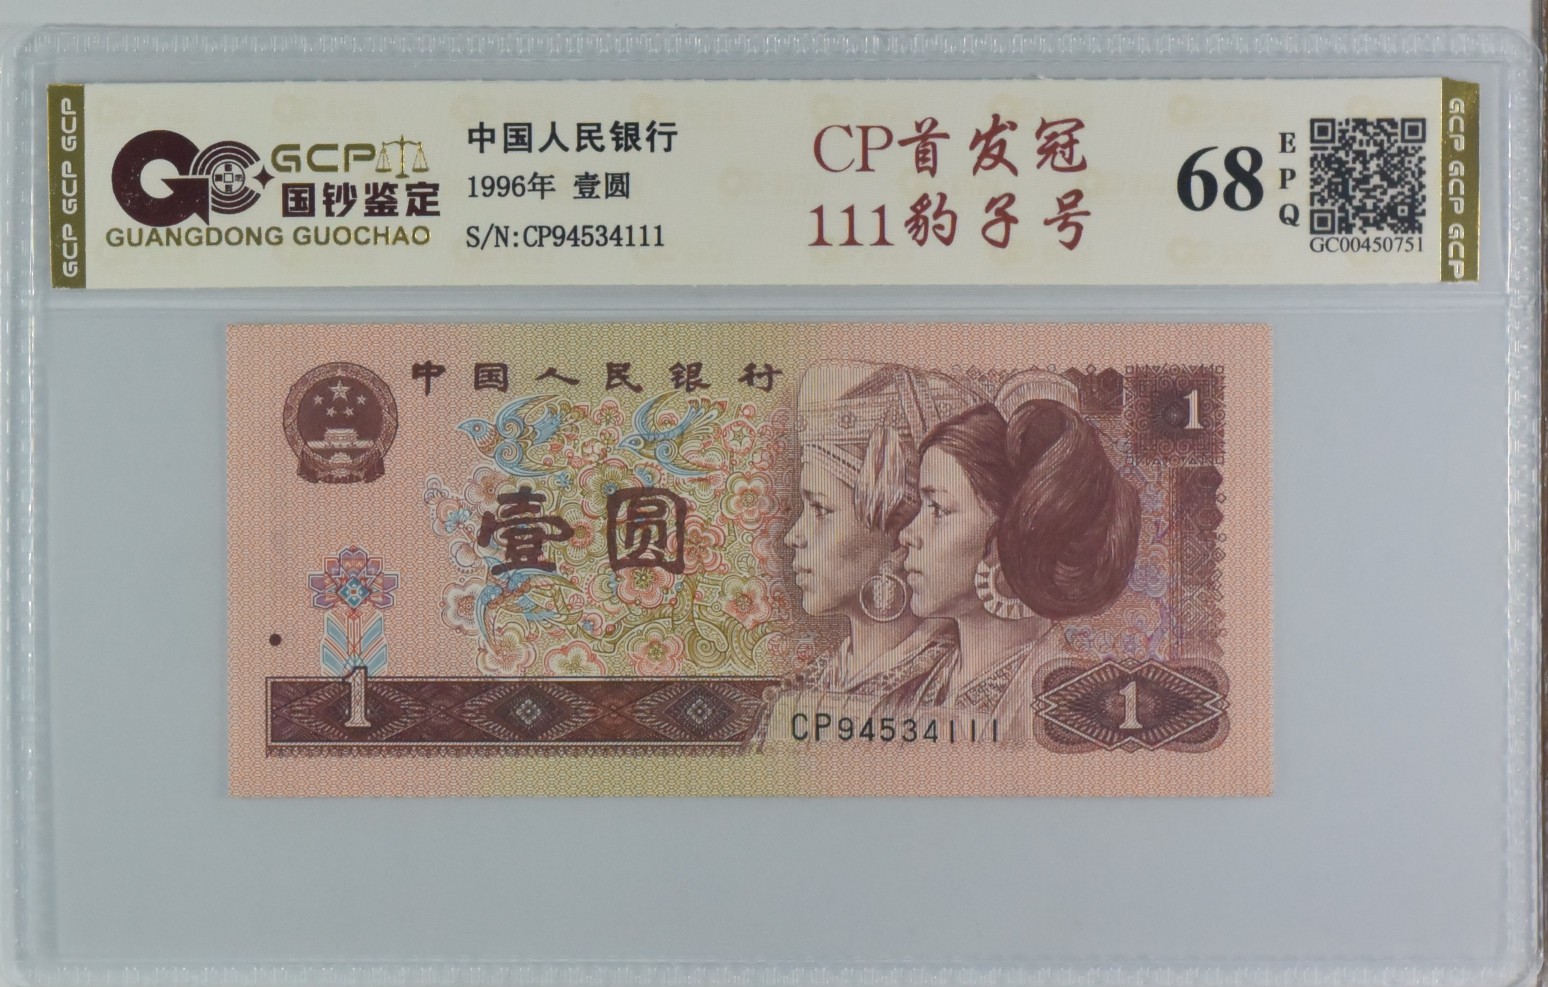 GCP GCP GCP
GCP
国钞鉴定
GUANGDONG GUOCHAO
中国人民银行
1996年 壹圆
S/N:CP94534111
CP首发冠
111豹子号
68
EPQ
GC00450751
GCP GCP GCP
中国人民银行
1
壹圆
1
CP94534111
1